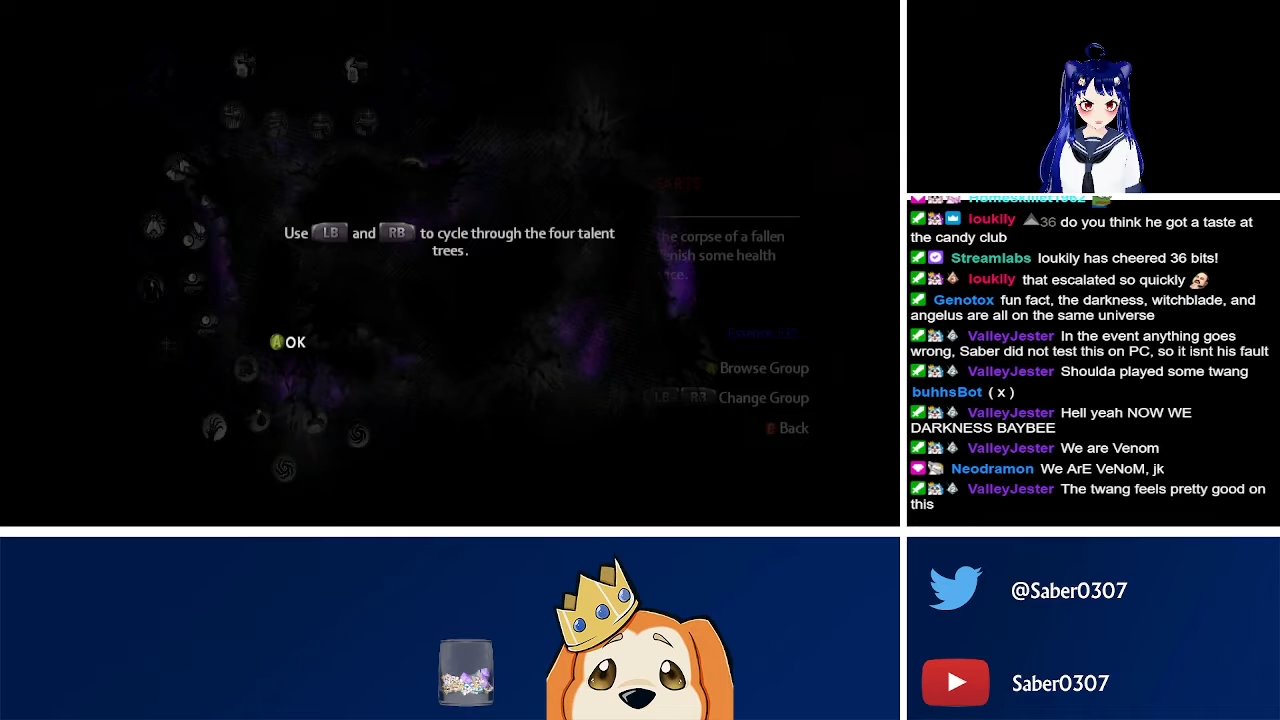 Use LB and RB to cycle through the four talent
trees.
A OK
the corpse of a fallen
some health
Browse Group
LB RB Change Group
B Back
Homeskillet1982
loukily 36 do you think he got a taste at
the candy club
Streamlabs loukily has cheered 36 bits!
loukily that escalated so quickly
Genotox fun fact, the darkness, witchblade, and
angelus are all on the same universe
ValleyJester In the event anything goes
wrong, Saber did not test this on PC, so it isnt his fault
ValleyJester Shoulda played some twang
buhhsBot ( x )
ValleyJester Hell yeah NOW WE
DARKNESS BAYBEE
ValleyJester We are Venom
Neodramon We ArE VeNoM, jk
ValleyJester The twang feels pretty good on
this
@Saber0307
Saber0307